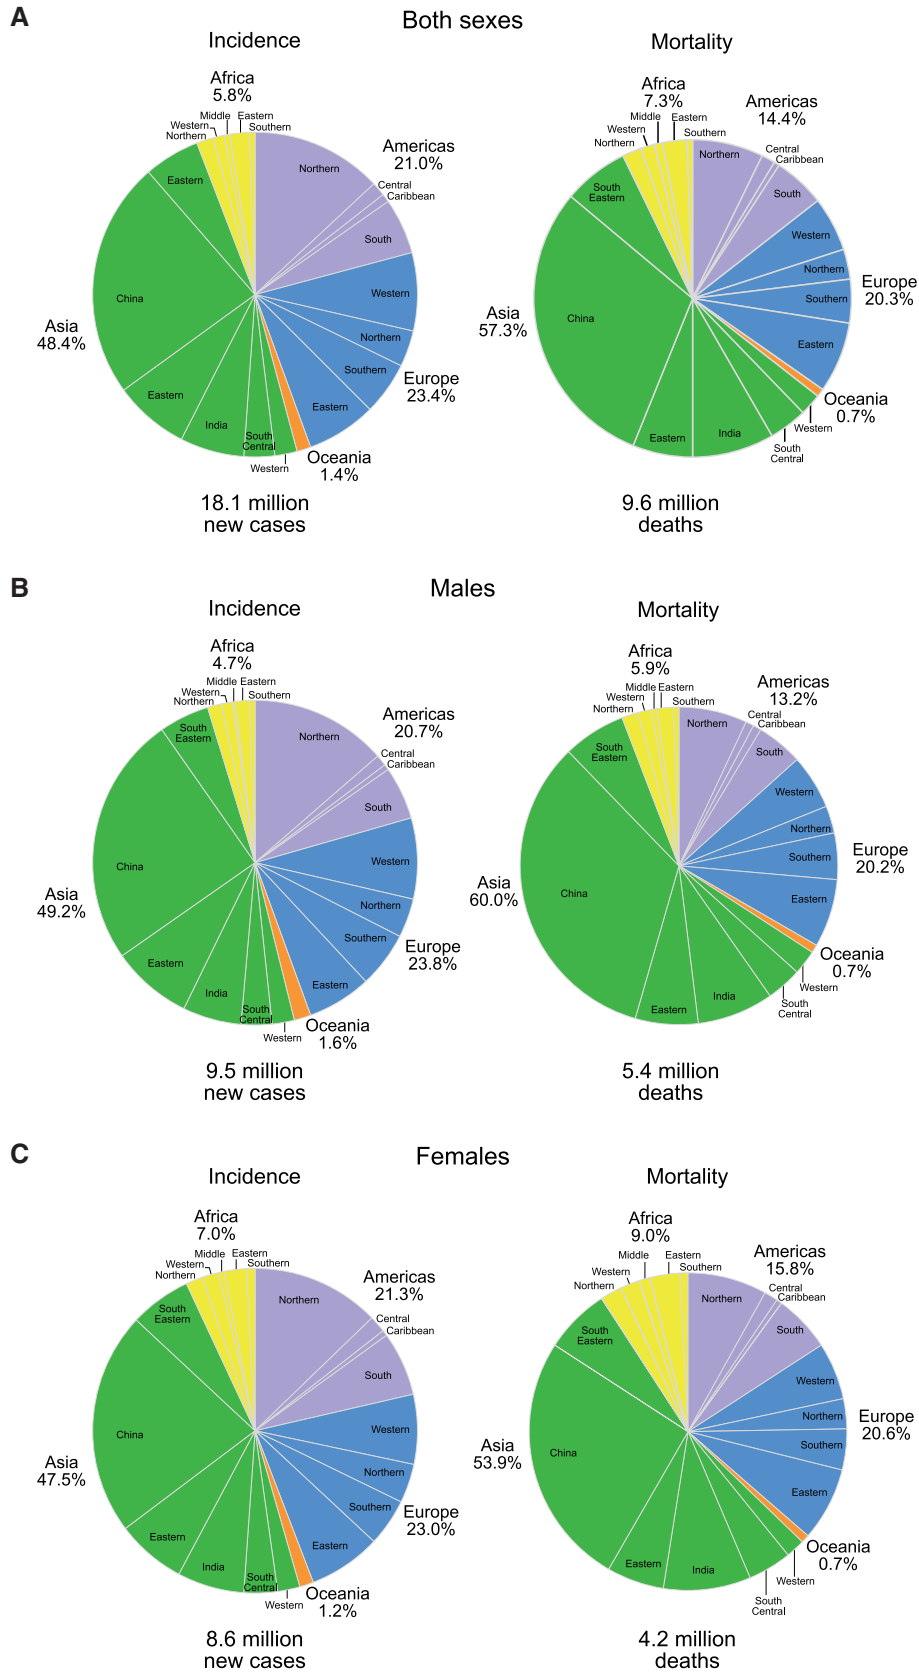 A
Both sexes
Incidence
Africa
5.8%
Middle
Eastern
Western
Southern
Northern
Americas
21.0%
Northern
Central
Caribbean
Eastern
South
China
Western
Asia
48.4%
Northern
Southern
Europe
23.4%
Eastern
Eastern
India
South
Central
Western
Oceania
1.4%
18.1 million
new cases
Mortality
Africa
7.3%
Middle
Eastern
Western
Southern
Northern
Americas
14.4%
Northern
Central
Caribbean
South
Eastern
South
Western
Northern
Europe
20.3%
Southern
China
Asia
57.3%
Eastern
Oceania
0.7%
Western
Eastern
India
South
Central
9.6 million
deaths
B
Males
Incidence
Africa
4.7%
Middle
Eastern
Western
Southern
Northern
Americas
20.7%
Northern
Central
Caribbean
South
Eastern
South
China
Western
Asia
49.2%
Northern
Southern
Europe
23.8%
Eastern
Eastern
India
South
Central
Western
Oceania
1.6%
9.5 million
new cases
Mortality
Africa
5.9%
Middle
Eastern
Western
Southern
Northern
Americas
13.2%
Northern
Central
Caribbean
South
Eastern
South
Western
Northern
Europe
20.2%
Southern
China
Asia
60.0%
Eastern
Oceania
0.7%
Western
Eastern
India
South
Central
5.4 million
deaths
C
Females
Incidence
Africa
7.0%
Middle
Eastern
Western
Southern
Northern
Americas
21.3%
Northern
Central
Caribbean
South
Eastern
South
China
Western
Asia
47.5%
Northern
Southern
Europe
23.0%
Eastern
Eastern
India
South
Central
Western
Oceania
1.2%
8.6 million
new cases
Mortality
Africa
9.0%
Middle
Eastern
Western
Southern
Northern
Americas
15.8%
Northern
Central
Caribbean
South
Eastern
South
Western
Northern
Europe
20.6%
Southern
China
Asia
53.9%
Eastern
Oceania
0.7%
Western
Eastern
India
South
Central
4.2 million
deaths